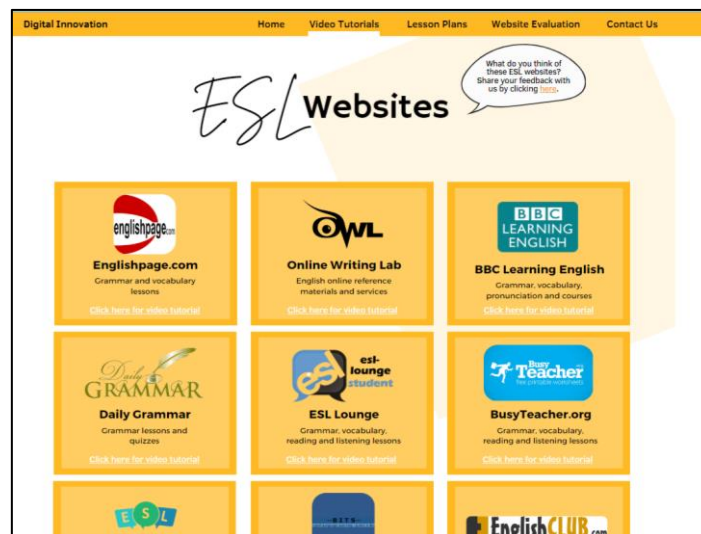 Digital Innovation
Home Video Tutorials Lesson Plans Website Evaluation Contact Us
What do you think of
these ESL websites?
Share your feedback with
us by clicking here.
ESL Websites
englishpage.com
Englishpage.com
Grammar and vocabulary
lessons
Click here for video tutorial
OWL
Online Writing Lab
English online reference
materials and services
Click here for video tutorial
BBC
LEARNING
ENGLISH
BBC Learning English
Grammar, vocabulary,
pronunciation and courses
Click here for video tutorial
Daily
GRAMMAR
Daily Grammar
Grammar lessons and
quizzes
Click here for video tutorial
esl
esl-
lounge
student
ESL Lounge
Grammar, vocabulary,
reading and listening lessons
Click here for video tutorial
Busy
Teacher
free printable worksheets
BusyTeacher.org
Grammar, vocabulary,
reading and listening lessons
Click here for video tutorial
ESL
BITS
EnglishCLUB.com